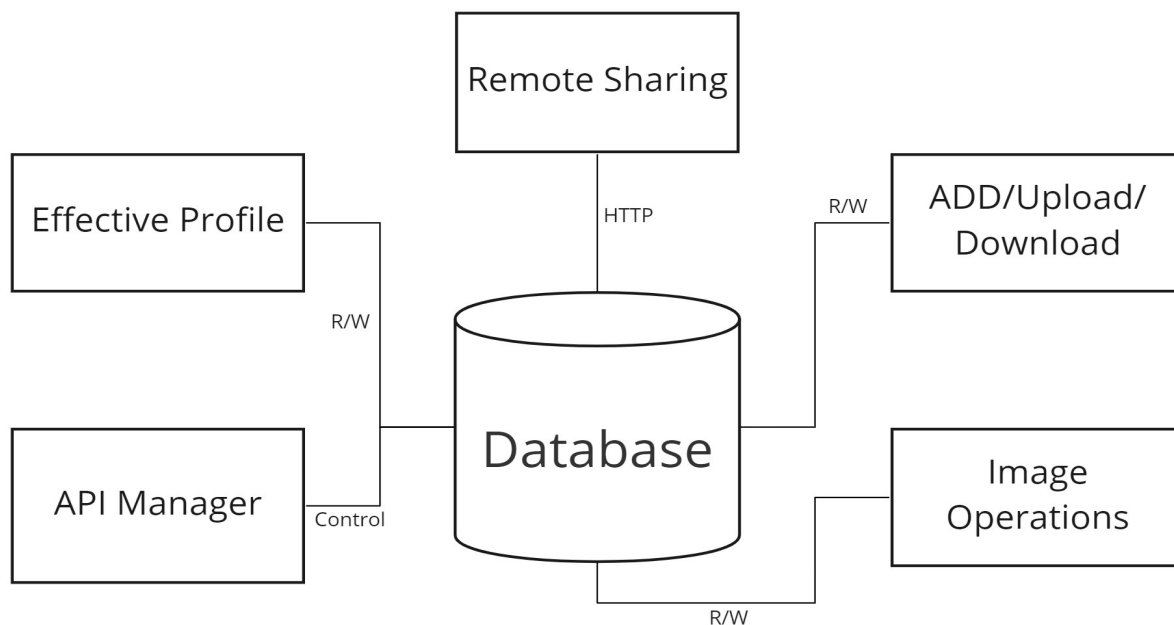 Remote Sharing
Effective Profile
HTTP
R/W
ADD/Upload/
Download
R/W
Database
API Manager
Control
Image
Operations
R/W